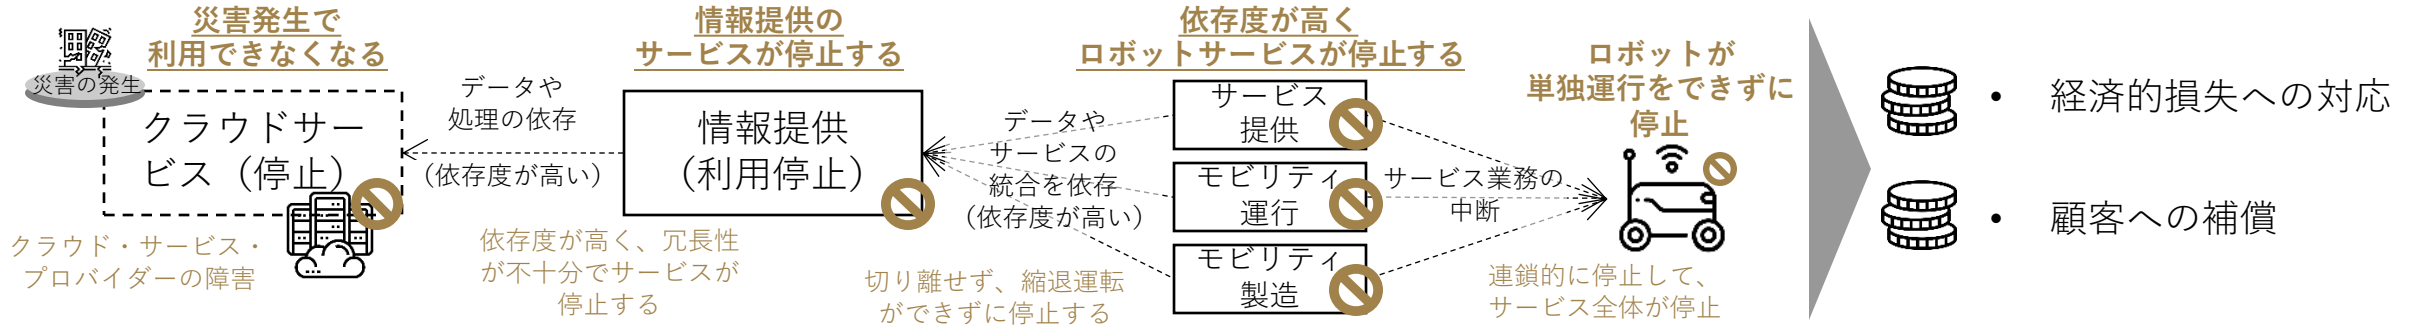 災害発生で
利用できなくなる
災害の発生
クラウドサー
ビス（停止）
クラウド・サービス・
プロバイダーの障害
データや
処理の依存
（依存度が高い）
情報提供の
サービスが停止する
情報提供
（利用停止）
依存度が高く、冗長性
が不十分でサービスが
停止する
データや
サービスの
統合を依存
（依存度が高い）
切り離せず、縮退運転
ができずに停止する
依存度が高く
ロボットサービスが停止する
サービス
提供
モビリティ
運行
モビリティ
製造
サービス業務の
中断
ロボットが
単独運行をできずに
停止
連鎖的に停止して、
サービス全体が停止
• 経済的損失への対応
• 顧客への補償